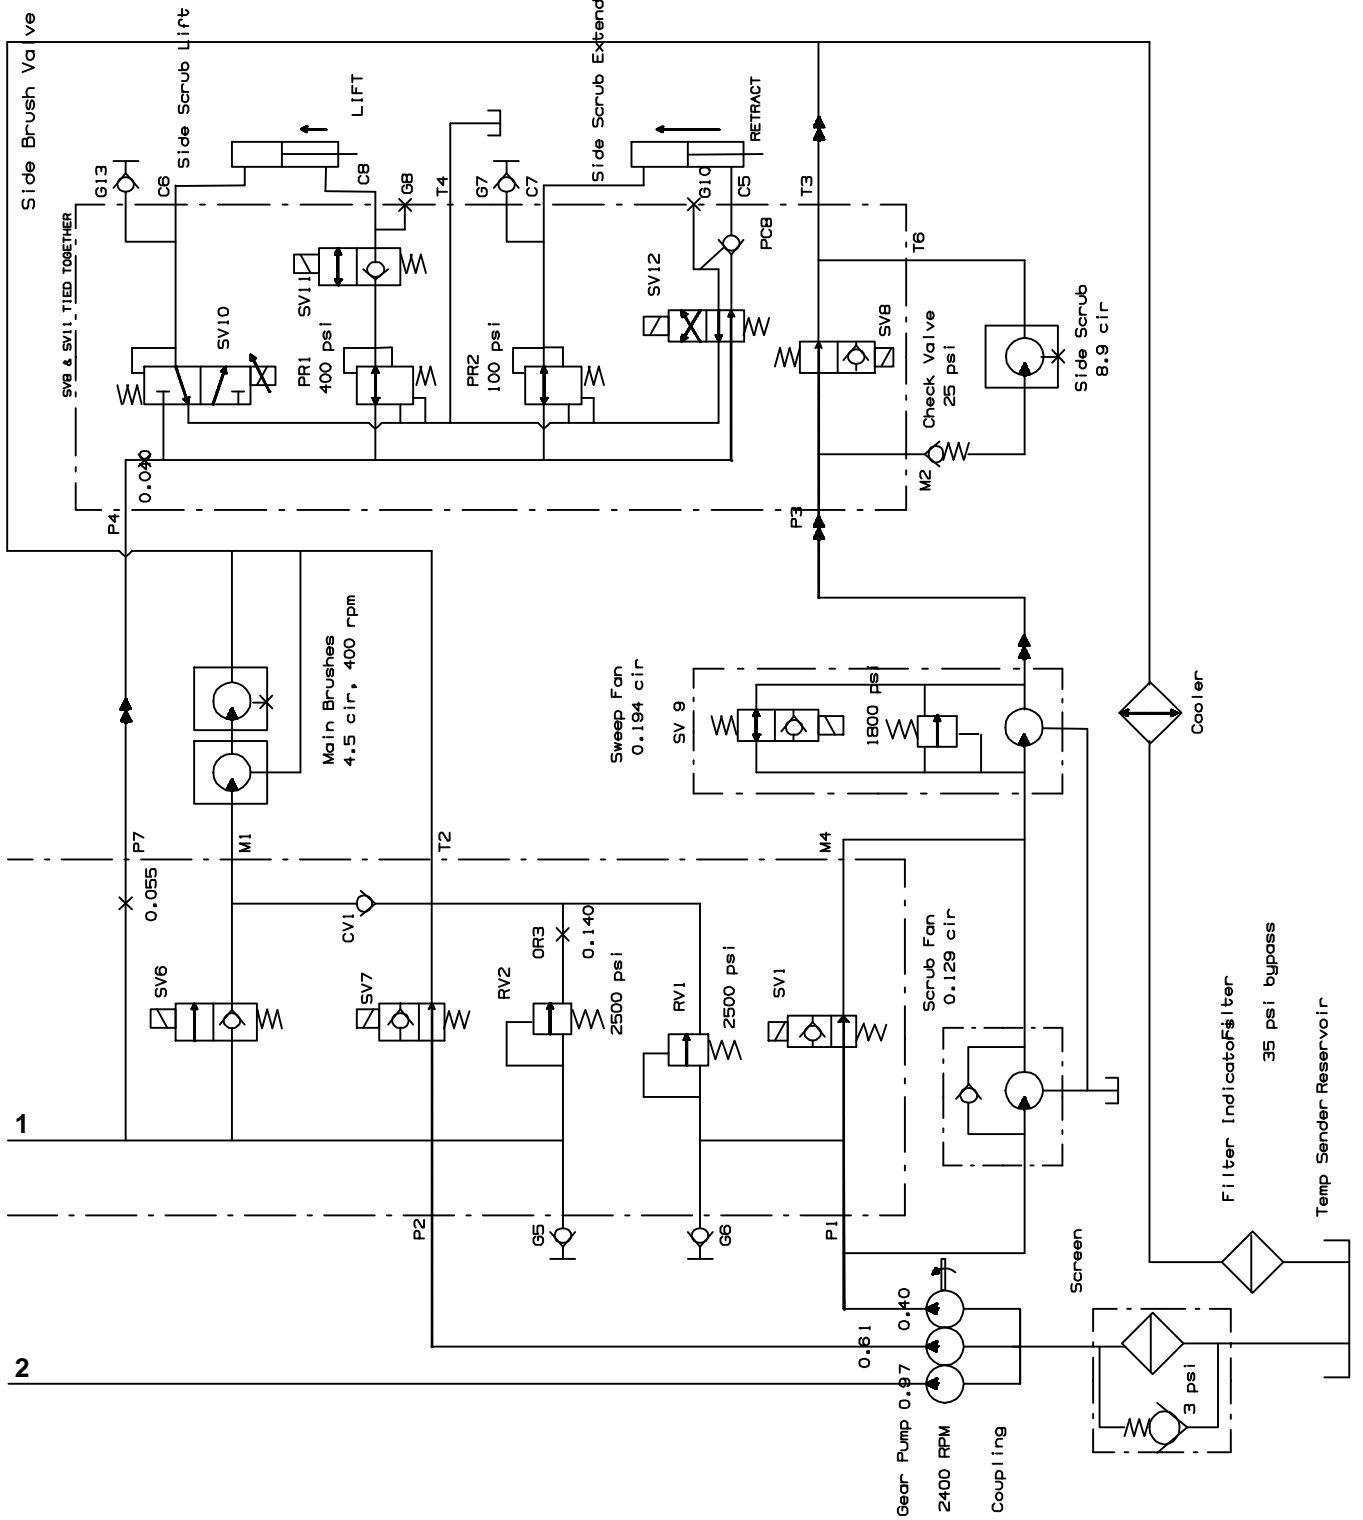 Side Brush Valve
Side Scrub Lift
Side Scrub Extend
LIFT
RETRACT
G13
C6
C8
G8
T4
G7
C7
G10
C5
T3
SV8 & SV11 TIED TOGETHER
SV10
SV11
PR1
400 psi
PR2
100 psi
SV12
PC8
T6
SV8
Check Valve
25 psi
Side Scrub
8.9 cir
M2
0.040
P4
P3
Main Brushes
4.5 cir, 400 rpm
Sweep Fan
0.194 cir
SV 9
1800 psi
Cooler
P7
M1
T2
M4
0.055
CV1
OR3
0.140
Scrub Fan
0.129 cir
SV6
SV7
RV2
2500 psi
RV1
2500 psi
SV1
1
P2
G5
G6
P1
Filter Indicator
Filter
35 psi bypass
Temp Sender
Reservoir
Screen
0.40
0.61
2
Gear Pump 0.97
2400 RPM
Coupling
3 psi